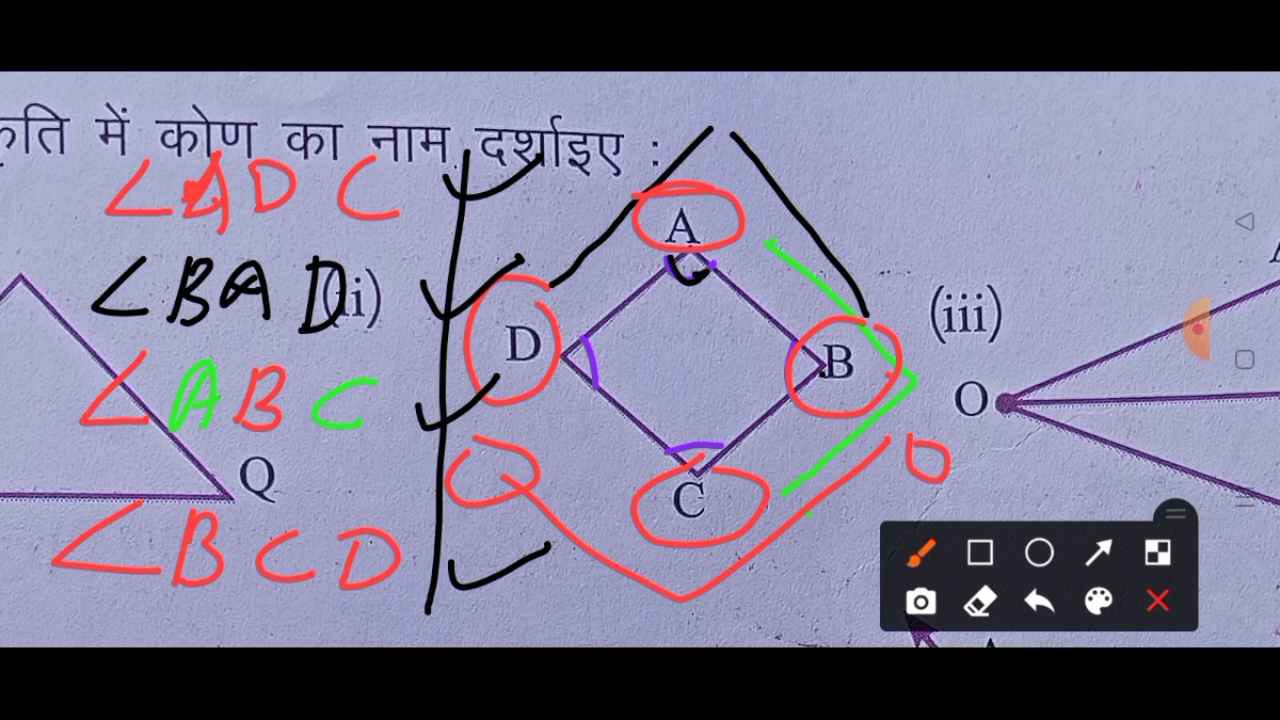 कृति में कोण का नाम दर्शाइए :
∠ADC
∠BAD
(ii)
∠ABC
∠BCD
A
D
B
C
Q
(iii)
O